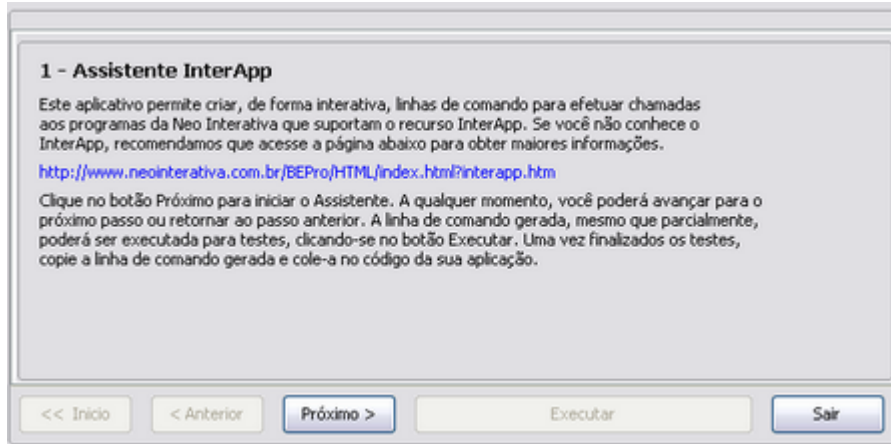 1 - Assistente InterApp
Este aplicativo permite criar, de forma interativa, linhas de comando para efetuar chamadas
aos programas da Neo Interativa que suportam o recurso InterApp. Se você não conhece o
InterApp, recomendamos que acesse a página abaixo para obter maiores informações.
http://www.neointerativa.com.br/BEPro/HTML/index.html?interapp.htm
Clique no botão Próximo para iniciar o Assistente. A qualquer momento, você poderá avançar para o
próximo passo ou retornar ao passo anterior. A linha de comando gerada, mesmo que parcialmente,
poderá ser executada para testes, clicando-se no botão Executar. Uma vez finalizados os testes,
copie a linha de comando gerada e cole-a no código da sua aplicação.
<< Inicio < Anterior Próximo > Executar Sair